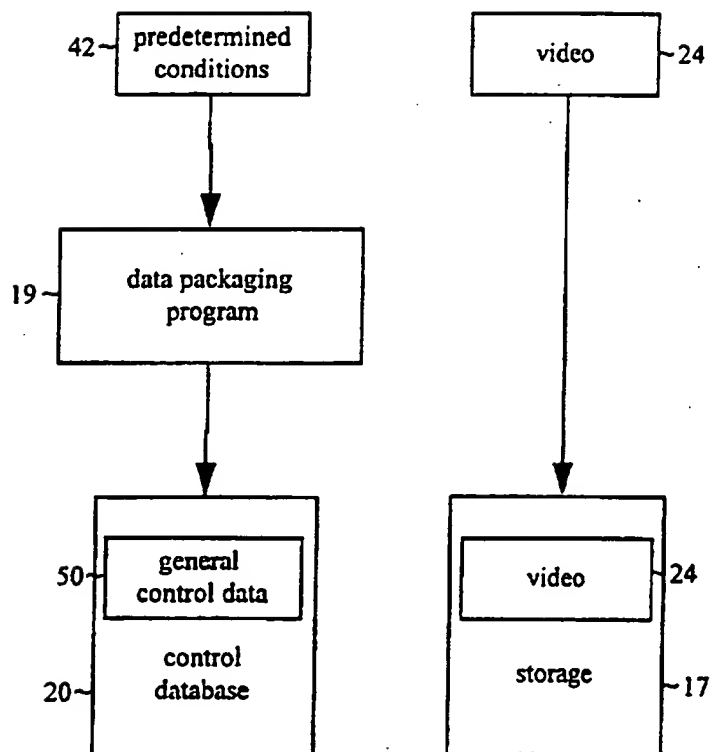 42
predetermined
conditions
video
24
19
data packaging
program
50
general
control data
video
24
control
database
storage
20
17